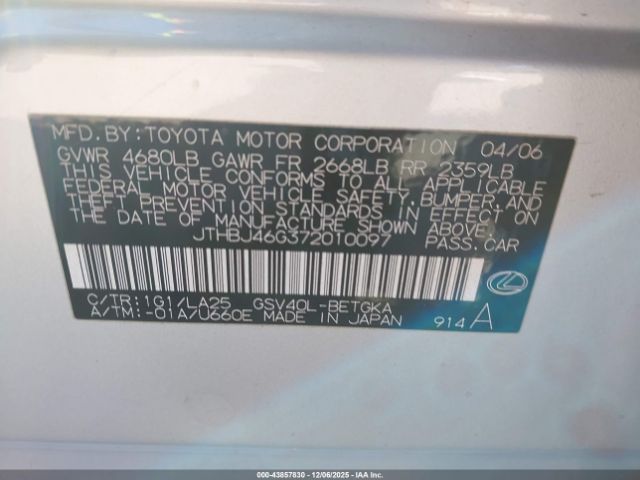 MFD. BY: TOYOTA MOTOR CORPORATION 04/06
GVWR 4680LB GAWR FR 2668LB RR 2359LB
THIS VEHICLE CONFORMS TO ALL APPLICABLE
FEDERAL MOTOR VEHICLE SAFETY, BUMPER, AND
THEFT PREVENTION STANDARDS IN EFFECT ON
THE DATE OF MANUFACTURE SHOWN ABOVE.
JTHBJ46G372010097 PASS.CAR
C/TR: 1G1/LA25 GSV40L-BETGKA
A/TM:-01A/U660E MADE IN JAPAN 914A
000-43857830 - 12/06/2025 - IAA Inc.